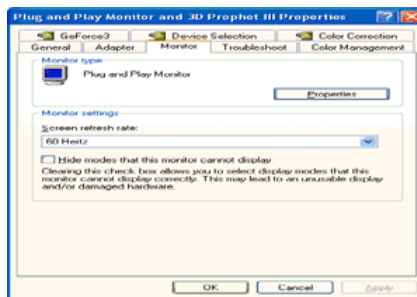 Plug and Play Monitor and 3D Prophet III Properties
GeForce3 Device Selection Color Correction
General Adapter Monitor Troubleshoot Color Management
Monitor type
Plug and Play Monitor
Properties
Monitor settings
Screen refresh rate:
60 Hertz
Hide modes that this monitor cannot display
Clearing this check box allows you to select display modes that this
monitor cannot display correctly. This may lead to an unusable display
and/or damaged hardware.
OK Cancel Apply